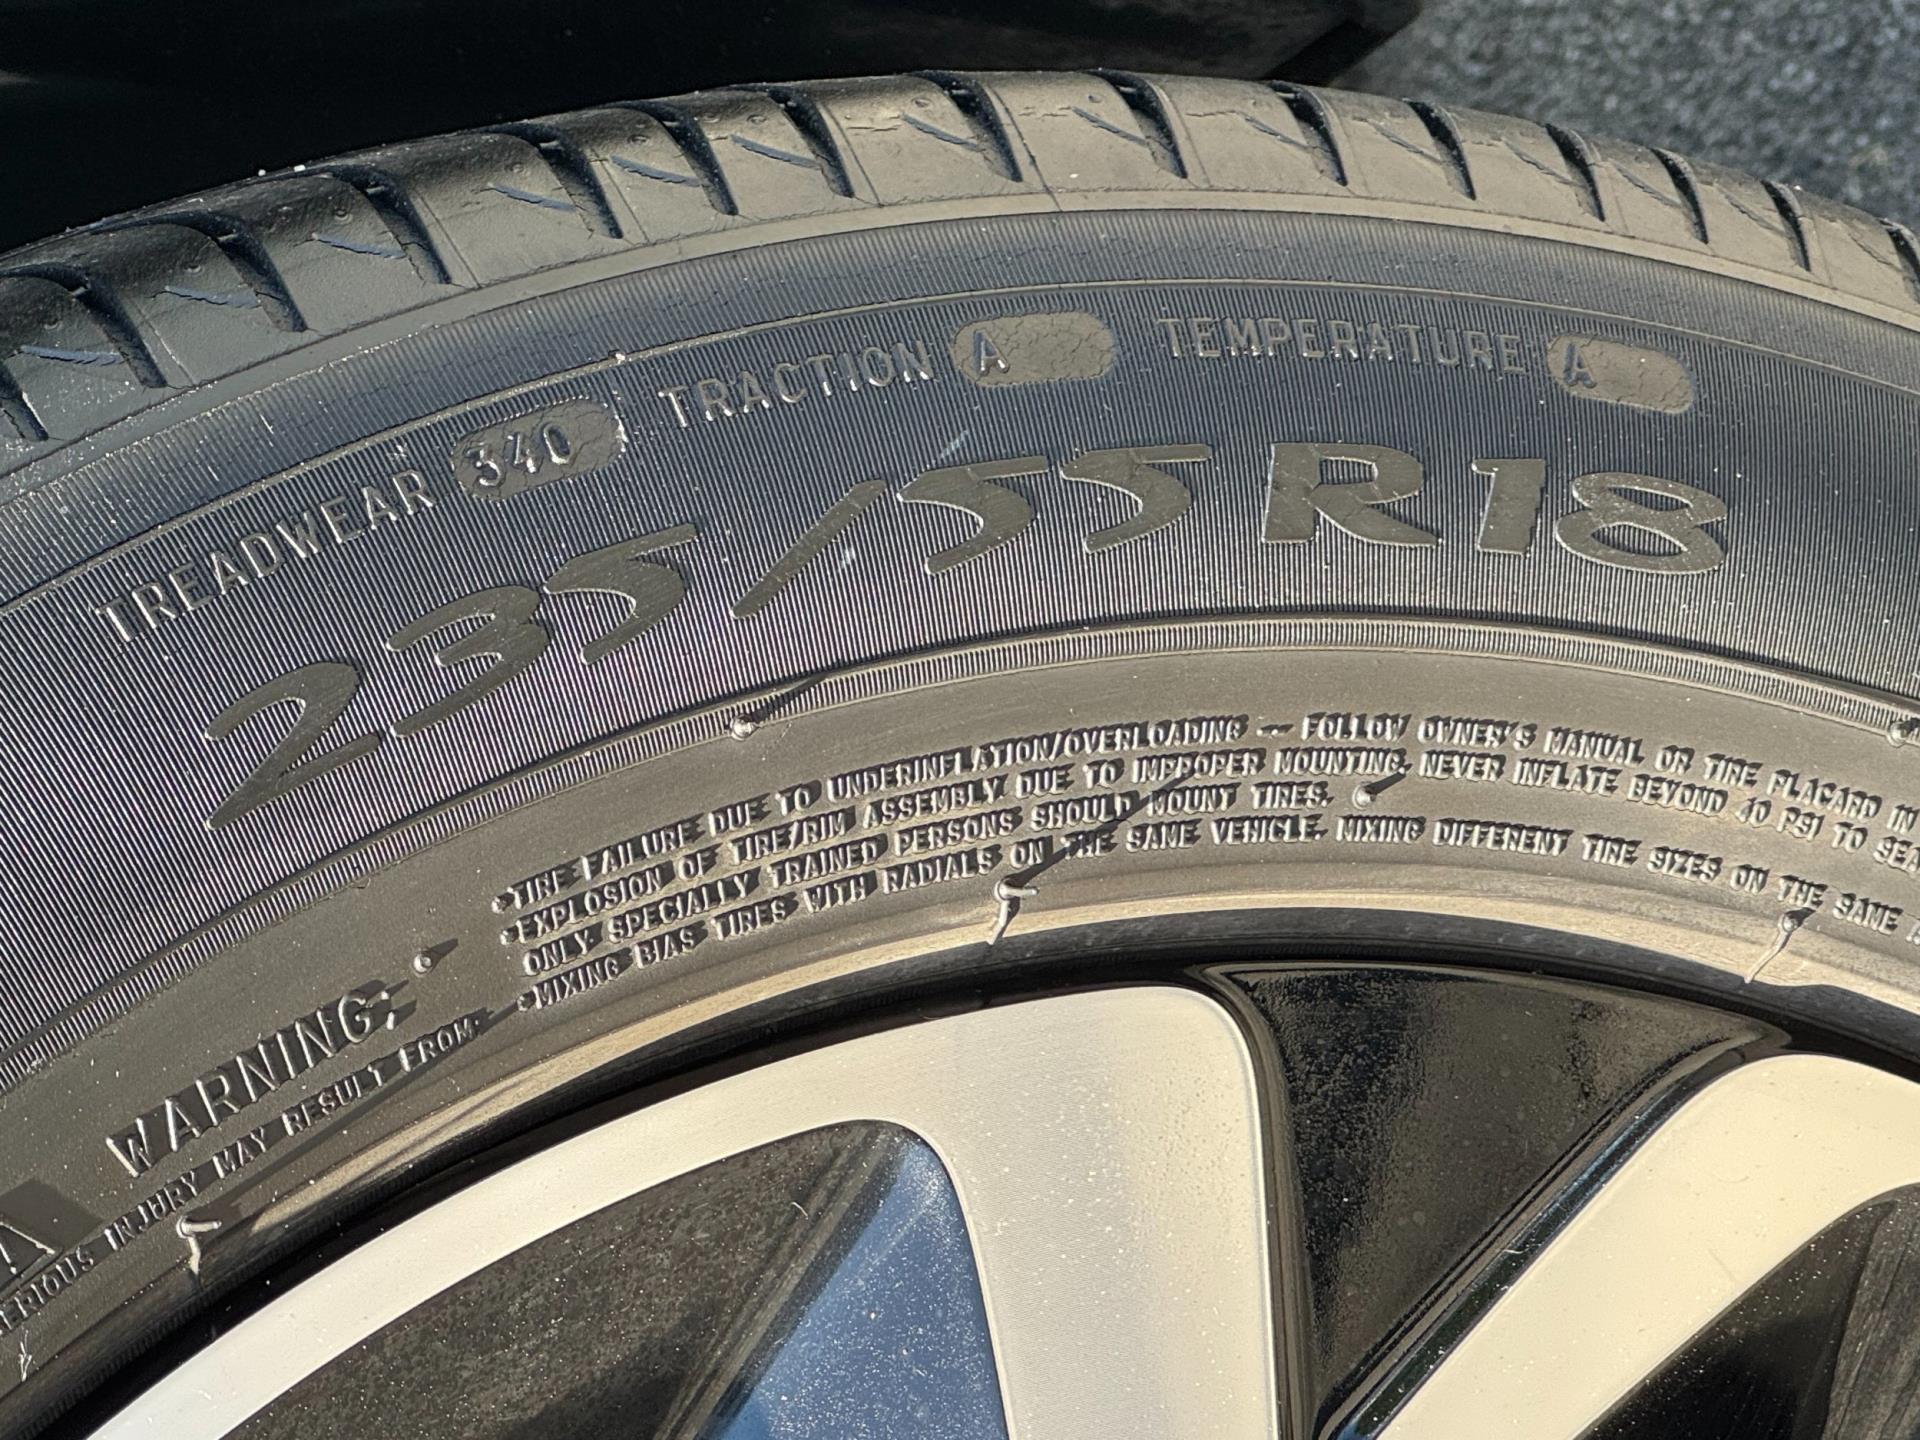 TREADWEAR 340 TRACTION A TEMPERATURE A
235/55R18
WARNING:
SERIOUS INJURY MAY RESULT FROM:
•TIRE FAILURE DUE TO UNDERINFLATION/OVERLOADING — FOLLOW OWNER'S MANUAL OR TIRE PLACARD IN
•EXPLOSION OF TIRE/RIM ASSEMBLY DUE TO IMPROPER MOUNTING. NEVER INFLATE BEYOND 40 PSI TO SEA
ONLY SPECIALLY TRAINED PERSONS SHOULD MOUNT TIRES.
•MIXING BIAS TIRES WITH RADIALS ON THE SAME VEHICLE. MIXING DIFFERENT TIRE SIZES ON THE SAME